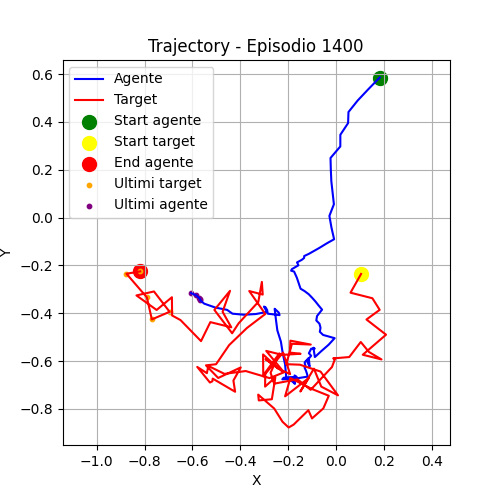 Trajectory - Episodio 1400
Agente
Target
Start agente
Start target
End agente
Ultimi target
Ultimi agente
0.6
0.4
0.2
0.0
−0.2
−0.4
−0.6
−0.8
Y
−1.0 −0.8 −0.6 −0.4 −0.2 0.0 0.2 0.4
X